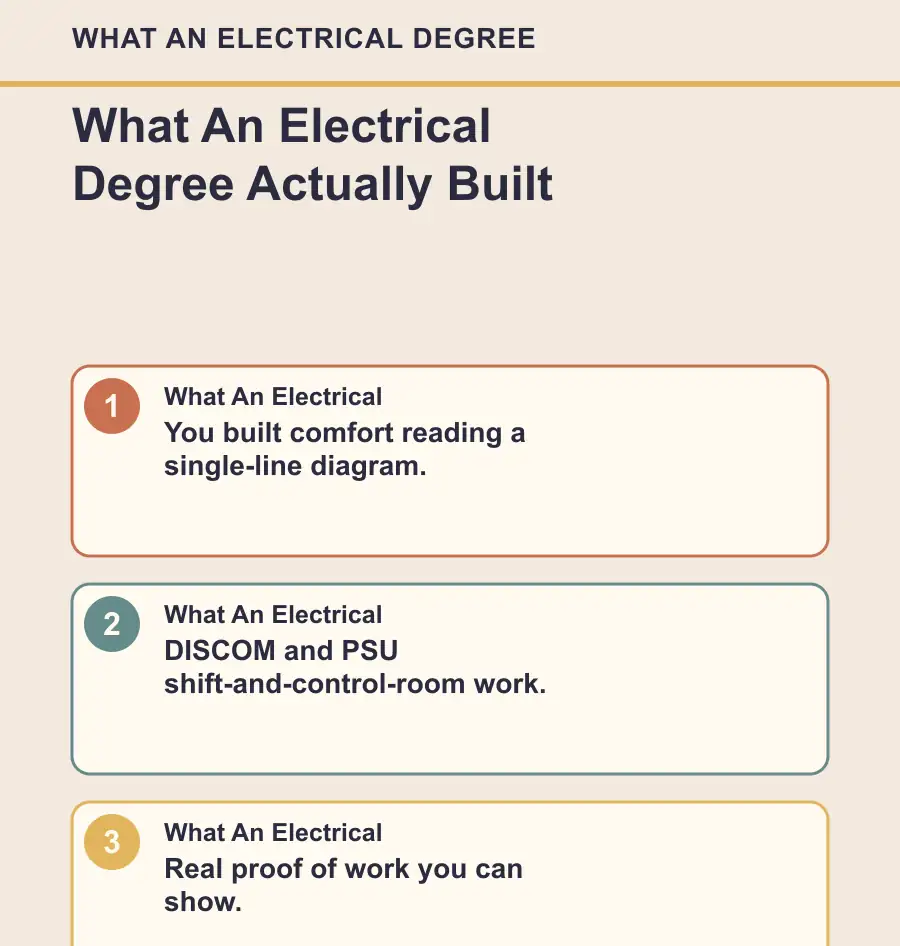 WHAT AN ELECTRICAL DEGREE
What An Electrical
Degree Actually Built
1
What An Electrical
You built comfort reading a
single-line diagram.
2
What An Electrical
DISCOM and PSU
shift-and-control-room work.
3
What An Electrical
Real proof of work you can
show.